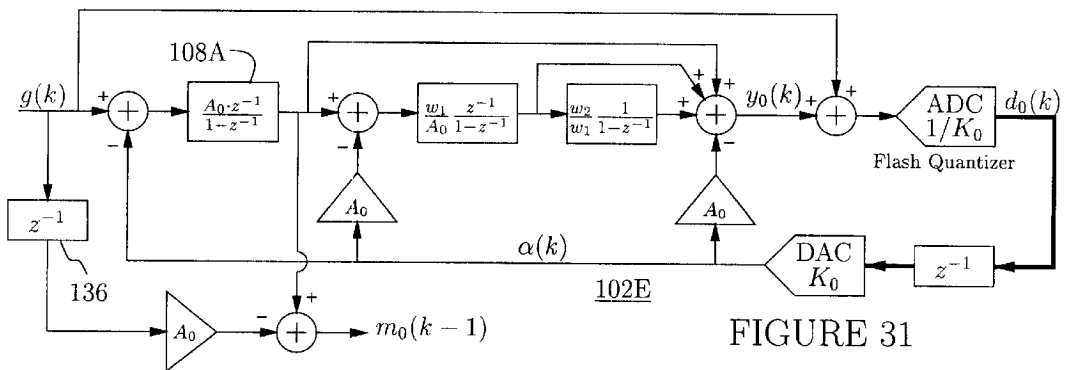 108A
g(k)
+
A₀·z⁻¹ / 1−z⁻¹
+
w₁/A₀ z⁻¹/1−z⁻¹
w₂/w₁ 1/1−z⁻¹
+
+
+
y₀(k)
+
+
ADC
1/K₀
d₀(k)
Flash Quantizer
−
−
−
A₀
A₀
z⁻¹
136
α(k)
DAC
K₀
z⁻¹
102E
A₀
−
+
m₀(k−1)
FIGURE 31